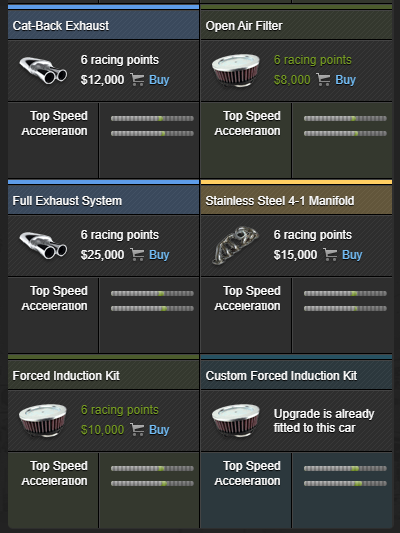 Cat-Back Exhaust
6 racing points
$12,000 Buy
Top Speed
Acceleration
Open Air Filter
6 racing points
$8,000 Buy
Top Speed
Acceleration
Full Exhaust System
6 racing points
$25,000 Buy
Top Speed
Acceleration
Stainless Steel 4-1 Manifold
6 racing points
$15,000 Buy
Top Speed
Acceleration
Forced Induction Kit
6 racing points
$10,000 Buy
Top Speed
Acceleration
Custom Forced Induction Kit
Upgrade is already
fitted to this car
Top Speed
Acceleration